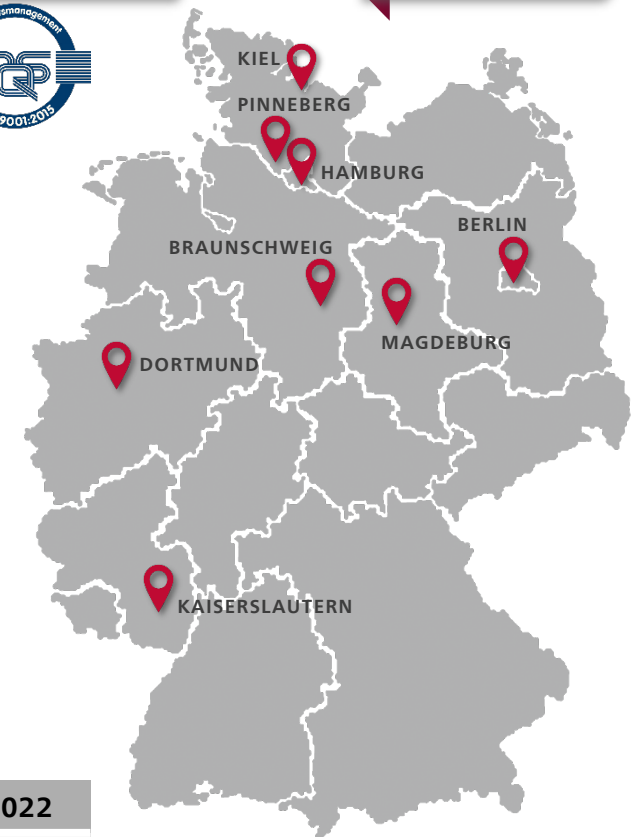 smanagement
9001:2015
KIEL
PINNEBERG
HAMBURG
BERLIN
BRAUNSCHWEIG
MAGDEBURG
DORTMUND
KAISERSLAUTERN
022